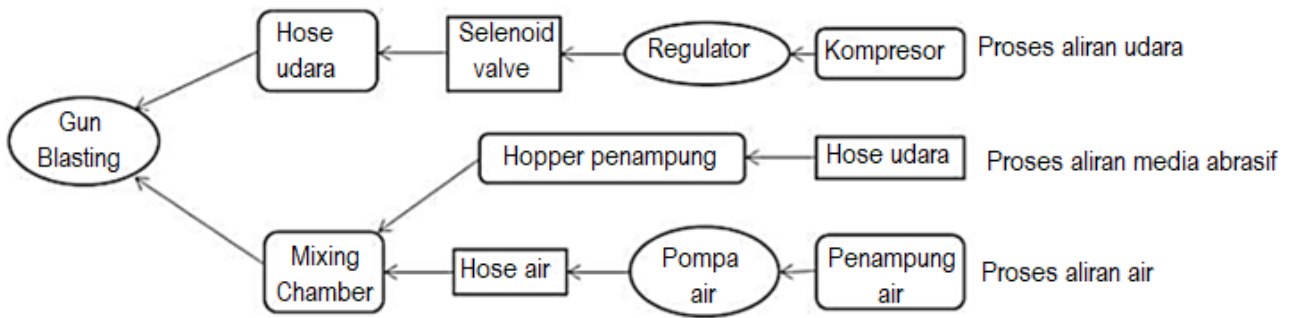 Hose
udara
Selenoid
valve
Regulator
Kompresor
Proses aliran udara
Gun
Blasting
Hopper penampung
Hose udara
Proses aliran media abrasif
Mixing
Chamber
Hose air
Pompa
air
Penampung
air
Proses aliran air